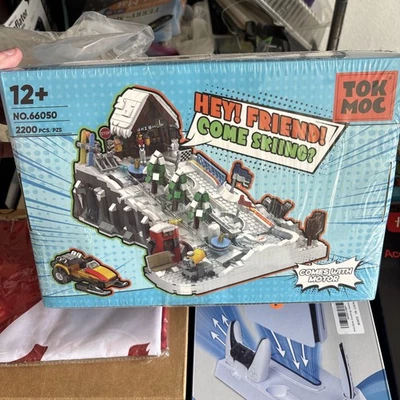 12+
NO.66050
2200 PCS/PZS
HEY! FRIEND!
COME SKIING?
TOK
MOC
COMES WITH
MOTOR